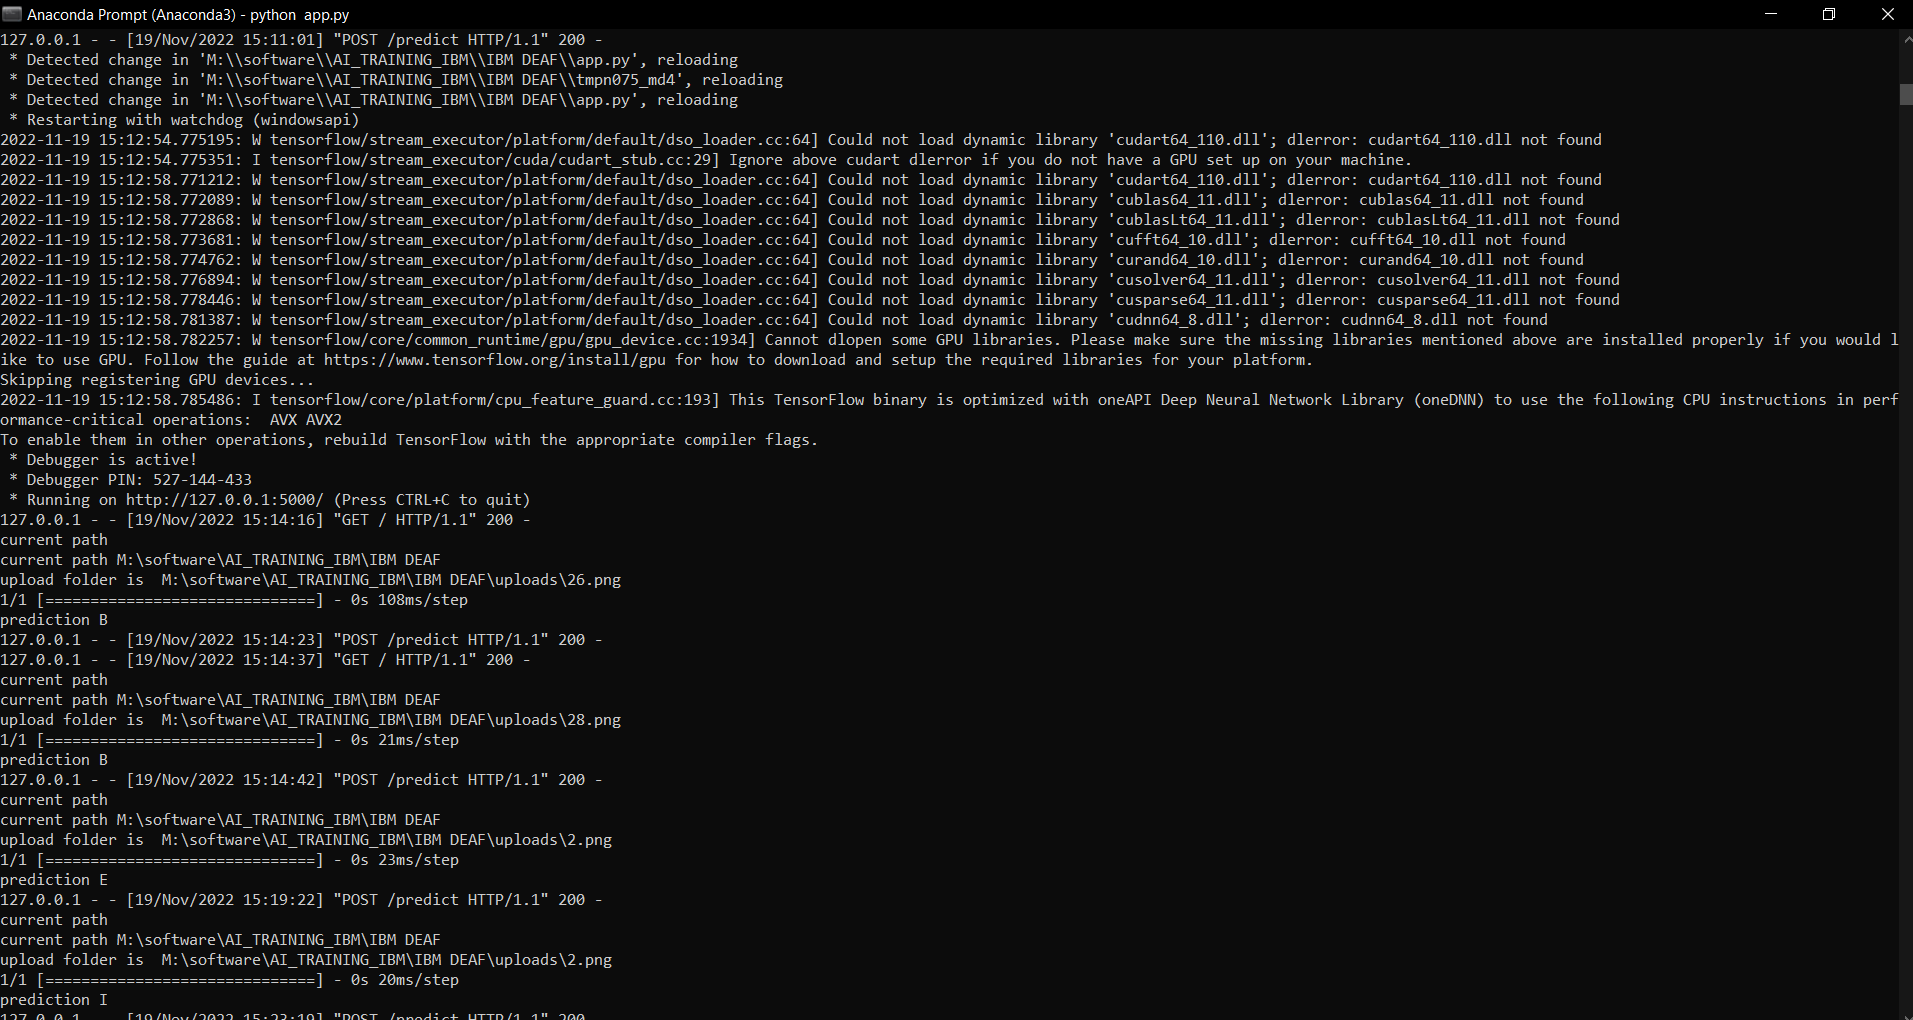 Anaconda Prompt (Anaconda3) - python  app.py
127.0.0.1 - - [19/Nov/2022 15:11:01] "POST /predict HTTP/1.1" 200 -
 * Detected change in 'M:\\software\\AI_TRAINING_IBM\\IBM DEAF\\app.py', reloading
 * Detected change in 'M:\\software\\AI_TRAINING_IBM\\IBM DEAF\\tmpn075_md4', reloading
 * Detected change in 'M:\\software\\AI_TRAINING_IBM\\IBM DEAF\\app.py', reloading
 * Restarting with watchdog (windowsapi)
2022-11-19 15:12:54.775195: W tensorflow/stream_executor/platform/default/dso_loader.cc:64] Could not load dynamic library 'cudart64_110.dll'; dlerror: cudart64_110.dll not found
2022-11-19 15:12:54.775351: I tensorflow/stream_executor/cuda/cudart_stub.cc:29] Ignore above cudart dlerror if you do not have a GPU set up on your machine.
2022-11-19 15:12:58.771212: W tensorflow/stream_executor/platform/default/dso_loader.cc:64] Could not load dynamic library 'cudart64_110.dll'; dlerror: cudart64_110.dll not found
2022-11-19 15:12:58.772089: W tensorflow/stream_executor/platform/default/dso_loader.cc:64] Could not load dynamic library 'cublas64_11.dll'; dlerror: cublas64_11.dll not found
2022-11-19 15:12:58.772868: W tensorflow/stream_executor/platform/default/dso_loader.cc:64] Could not load dynamic library 'cublasLt64_11.dll'; dlerror: cublasLt64_11.dll not found
2022-11-19 15:12:58.773681: W tensorflow/stream_executor/platform/default/dso_loader.cc:64] Could not load dynamic library 'cufft64_10.dll'; dlerror: cufft64_10.dll not found
2022-11-19 15:12:58.774762: W tensorflow/stream_executor/platform/default/dso_loader.cc:64] Could not load dynamic library 'curand64_10.dll'; dlerror: curand64_10.dll not found
2022-11-19 15:12:58.776894: W tensorflow/stream_executor/platform/default/dso_loader.cc:64] Could not load dynamic library 'cusolver64_11.dll'; dlerror: cusolver64_11.dll not found
2022-11-19 15:12:58.778446: W tensorflow/stream_executor/platform/default/dso_loader.cc:64] Could not load dynamic library 'cusparse64_11.dll'; dlerror: cusparse64_11.dll not found
2022-11-19 15:12:58.781387: W tensorflow/stream_executor/platform/default/dso_loader.cc:64] Could not load dynamic library 'cudnn64_8.dll'; dlerror: cudnn64_8.dll not found
2022-11-19 15:12:58.782257: W tensorflow/core/common_runtime/gpu/gpu_device.cc:1934] Cannot dlopen some GPU libraries. Please make sure the missing libraries mentioned above are installed properly if you would l
ike to use GPU. Follow the guide at https://www.tensorflow.org/install/gpu for how to download and setup the required libraries for your platform.
Skipping registering GPU devices...
2022-11-19 15:12:58.785486: I tensorflow/core/platform/cpu_feature_guard.cc:193] This TensorFlow binary is optimized with oneAPI Deep Neural Network Library (oneDNN) to use the following CPU instructions in perf
ormance-critical operations:  AVX AVX2
To enable them in other operations, rebuild TensorFlow with the appropriate compiler flags.
 * Debugger is active!
 * Debugger PIN: 527-144-433
 * Running on http://127.0.0.1:5000/ (Press CTRL+C to quit)
127.0.0.1 - - [19/Nov/2022 15:14:16] "GET / HTTP/1.1" 200 -
current path
current path M:\software\AI_TRAINING_IBM\IBM DEAF
upload folder is  M:\software\AI_TRAINING_IBM\IBM DEAF\uploads\26.png
1/1 [==============================] - 0s 108ms/step
prediction B
127.0.0.1 - - [19/Nov/2022 15:14:23] "POST /predict HTTP/1.1" 200 -
127.0.0.1 - - [19/Nov/2022 15:14:37] "GET / HTTP/1.1" 200 -
current path
current path M:\software\AI_TRAINING_IBM\IBM DEAF
upload folder is  M:\software\AI_TRAINING_IBM\IBM DEAF\uploads\28.png
1/1 [==============================] - 0s 21ms/step
prediction B
127.0.0.1 - - [19/Nov/2022 15:14:42] "POST /predict HTTP/1.1" 200 -
current path
current path M:\software\AI_TRAINING_IBM\IBM DEAF
upload folder is  M:\software\AI_TRAINING_IBM\IBM DEAF\uploads\2.png
1/1 [==============================] - 0s 23ms/step
prediction E
127.0.0.1 - - [19/Nov/2022 15:19:22] "POST /predict HTTP/1.1" 200 -
current path
current path M:\software\AI_TRAINING_IBM\IBM DEAF
upload folder is  M:\software\AI_TRAINING_IBM\IBM DEAF\uploads\2.png
1/1 [==============================] - 0s 20ms/step
prediction I
127.0.0.1 - - [19/Nov/2022 15:23:19] "POST /predict HTTP/1.1" 200 -